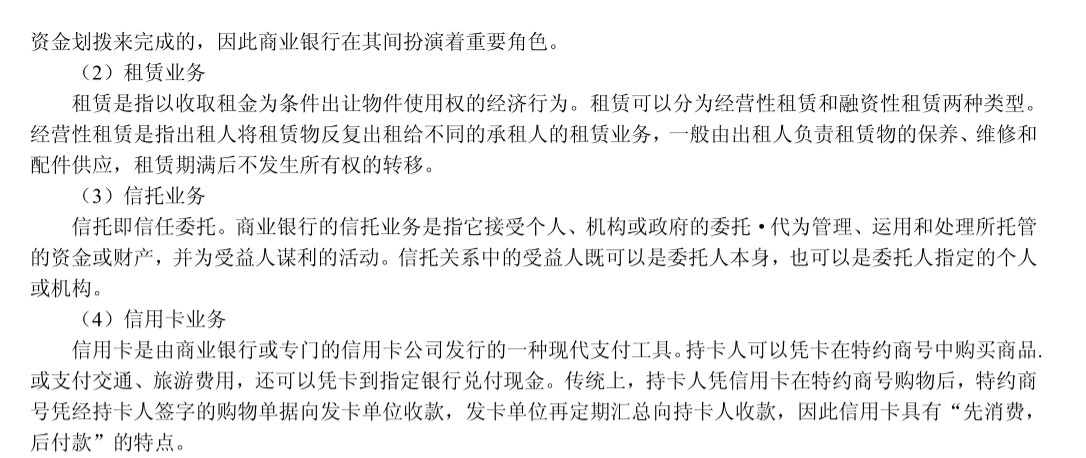 资金划拨来完成的，因此商业银行在其间扮演着重要角色。
（2）租赁业务
租赁是指以收取租金为条件出让物件使用权的经济行为。租赁可以分为经营性租赁和融资性租赁两种类型。
经营性租赁是指出租人将租赁物反复出租给不同的承租人的租赁业务，一般由出租人负责租赁物的保养、维修和
配件供应，租赁期满后不发生所有权的转移。
（3）信托业务
信托即信任委托。商业银行的信托业务是指它接受个人、机构或政府的委托·代为管理、运用和处理所托管
的资金或财产，并为受益人谋利的活动。信托关系中的受益人既可以是委托人本身，也可以是委托人指定的个人
或机构。
（4）信用卡业务
信用卡是由商业银行或专门的信用卡公司发行的一种现代支付工具。持卡人可以凭卡在特约商号中购买商品.
或支付交通、旅游费用，还可以凭卡到指定银行兑付现金。传统上，持卡人凭信用卡在特约商号购物后，特约商
号凭经持卡人签字的购物单据向发卡单位收款，发卡单位再定期汇总向持卡人收款，因此信用卡具有“先消费，
后付款”的特点。